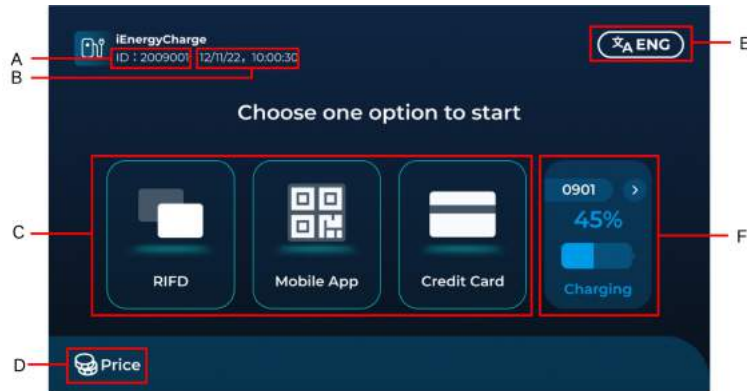 iEnergyCharge
A
ID：2009001 12/11/22，10:00:30
B
ENG
E
Choose one option to start
C
RIFD
Mobile App
Credit Card
0901 >
45%
Charging
F
D
Price